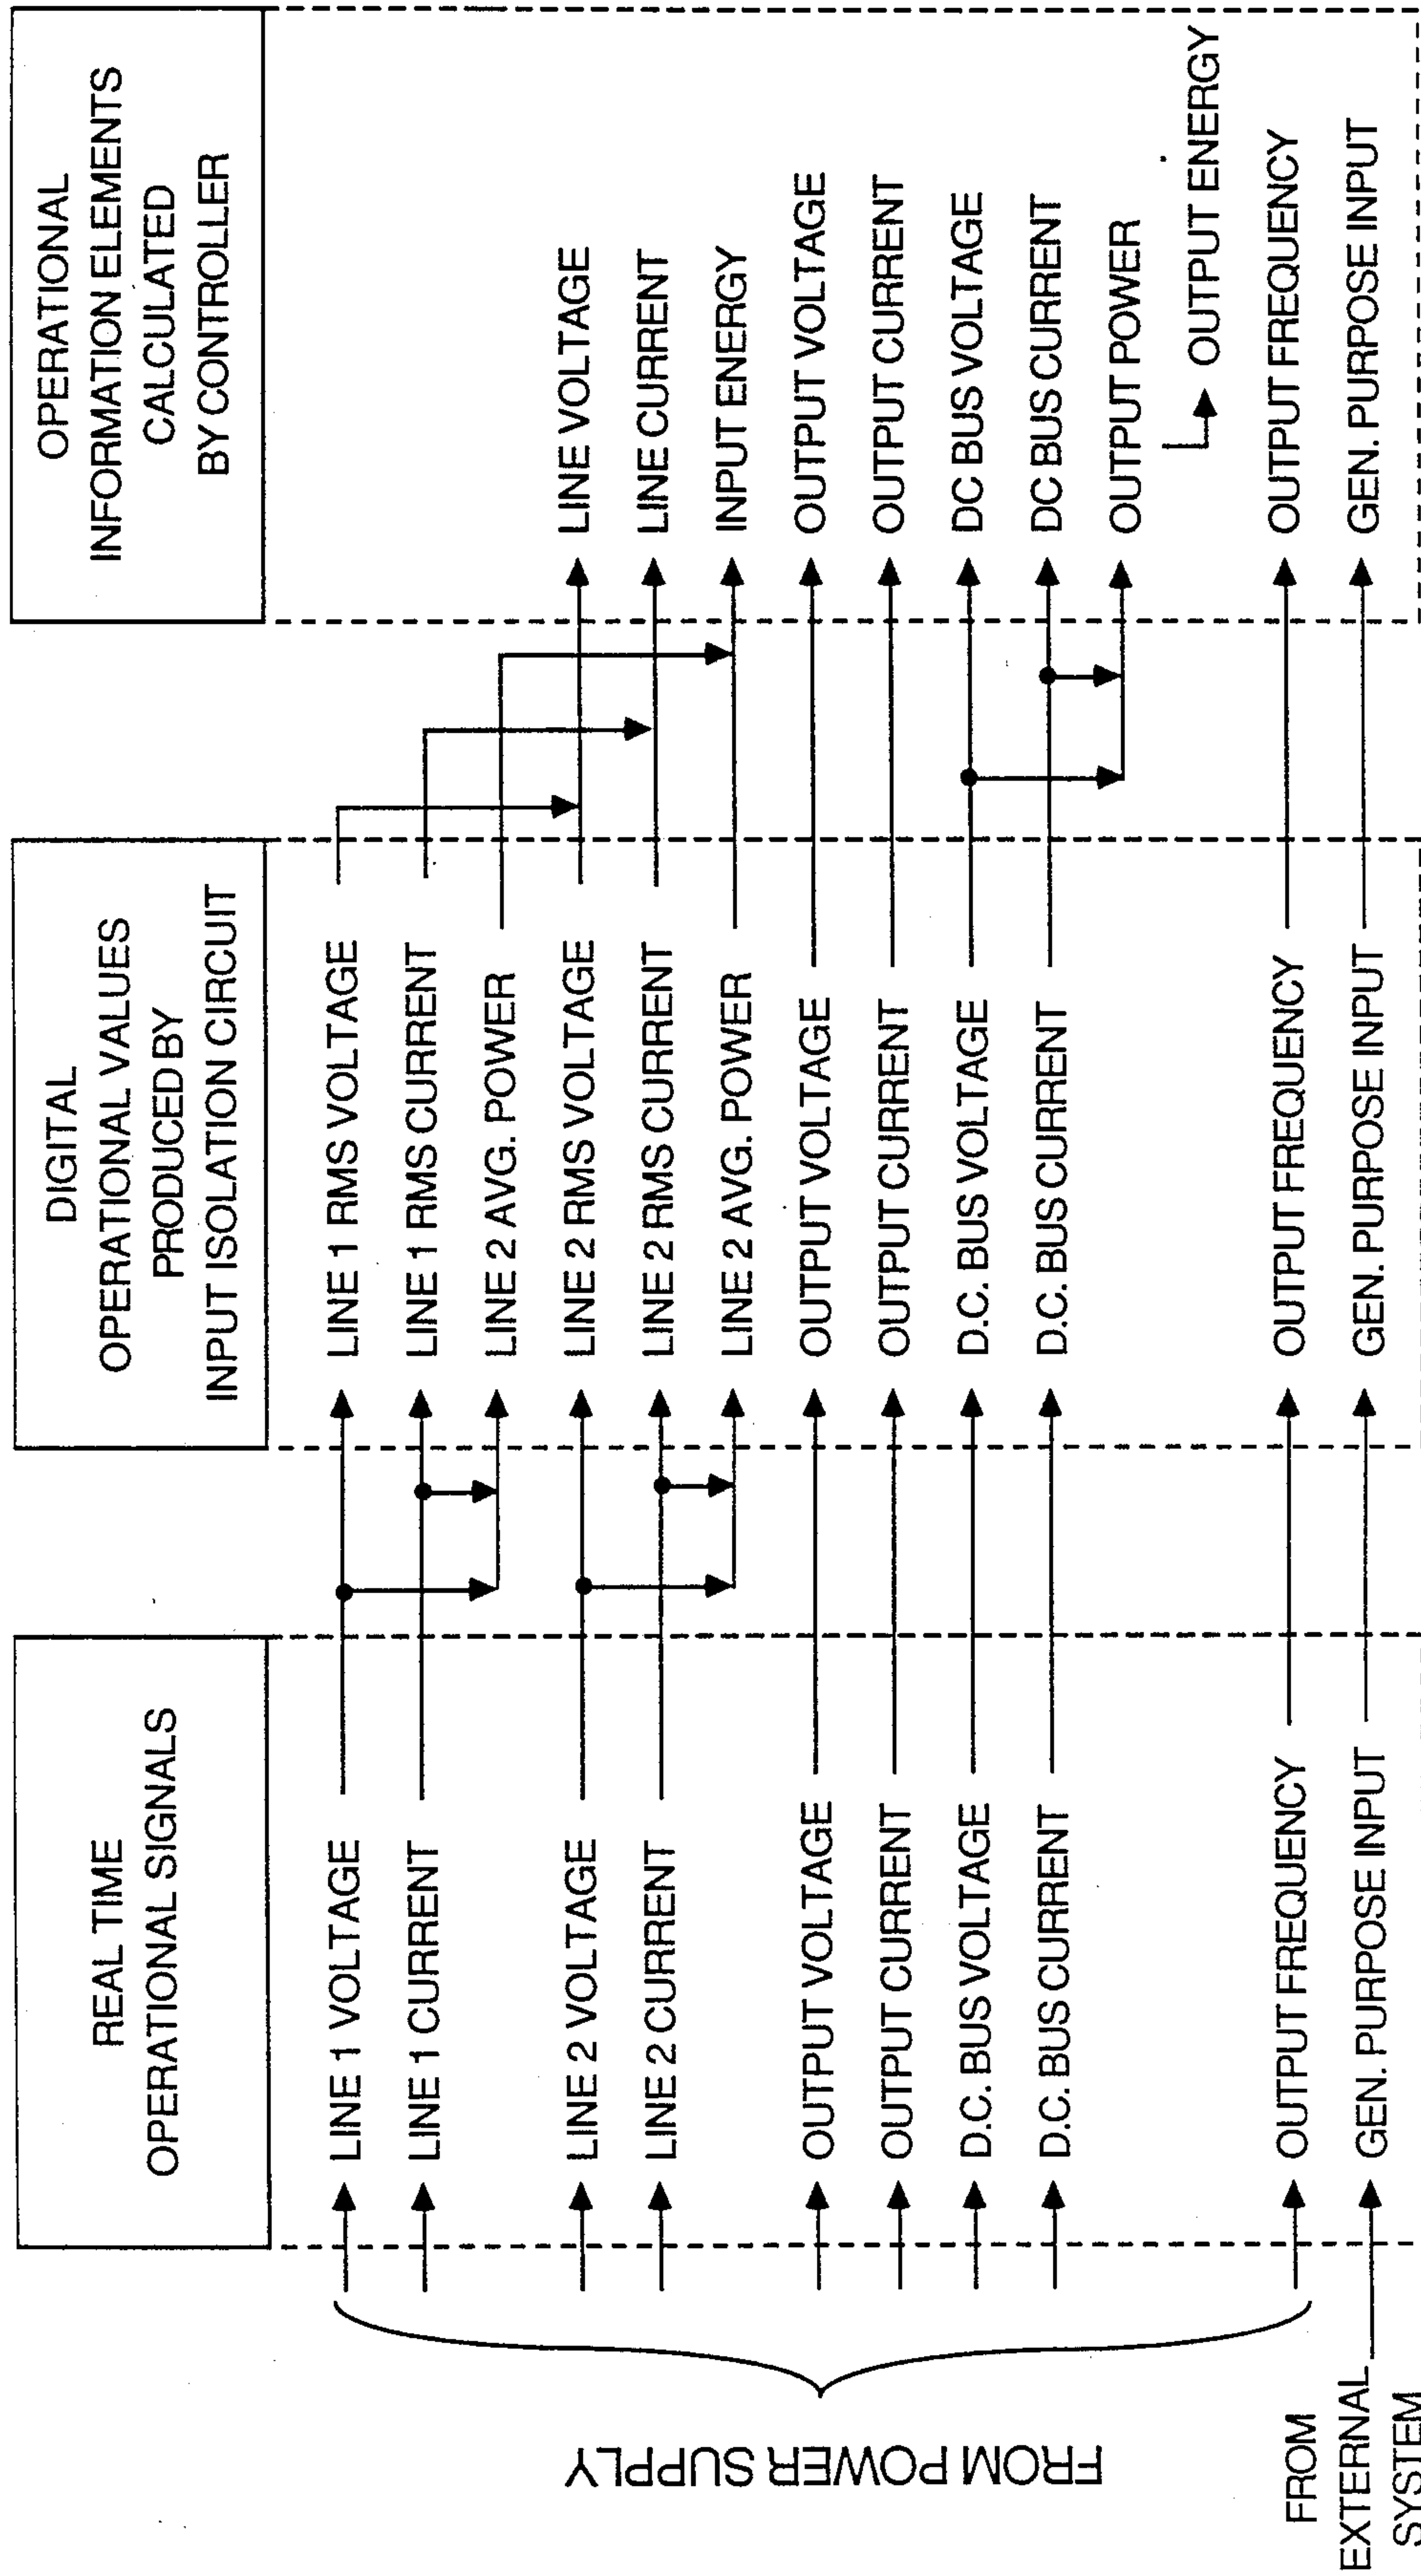 REAL TIME
OPERATIONAL SIGNALS
LINE 1 VOLTAGE
LINE 1 CURRENT
LINE 2 VOLTAGE
LINE 2 CURRENT
OUTPUT VOLTAGE
OUTPUT CURRENT
D.C. BUS VOLTAGE
D.C. BUS CURRENT
OUTPUT FREQUENCY
GEN. PURPOSE INPUT
FROM POWER SUPPLY
FROM
EXTERNAL
SYSTEM
DIGITAL
OPERATIONAL VALUES
PRODUCED BY
INPUT ISOLATION CIRCUIT
LINE 1 RMS VOLTAGE
LINE 1 RMS CURRENT
LINE 2 AVG. POWER
LINE 2 RMS VOLTAGE
LINE 2 RMS CURRENT
LINE 2 AVG. POWER
OUTPUT VOLTAGE
OUTPUT CURRENT
D.C. BUS VOLTAGE
D.C. BUS CURRENT
OUTPUT FREQUENCY
GEN. PURPOSE INPUT
OPERATIONAL
INFORMATION ELEMENTS
CALCULATED
BY CONTROLLER
LINE VOLTAGE
LINE CURRENT
INPUT ENERGY
OUTPUT VOLTAGE
OUTPUT CURRENT
DC BUS VOLTAGE
DC BUS CURRENT
OUTPUT POWER
OUTPUT ENERGY
OUTPUT FREQUENCY
GEN. PURPOSE INPUT